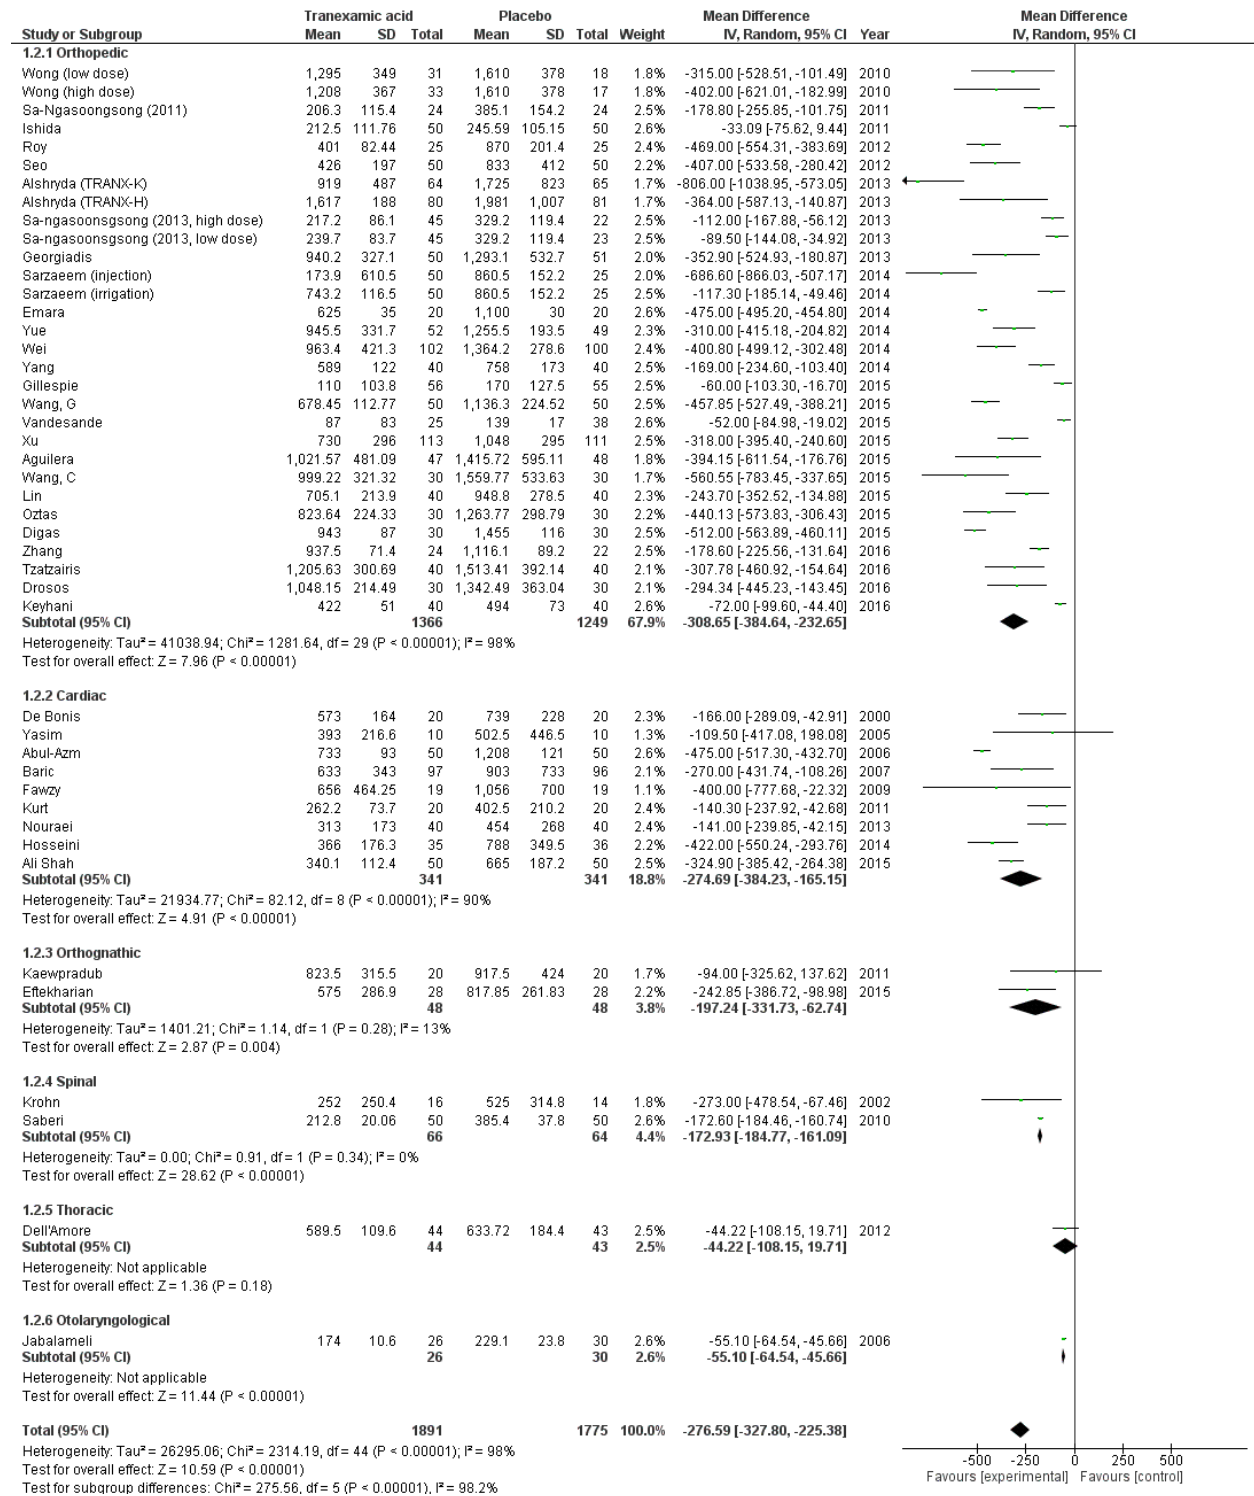 Tranexamic acid Placebo Mean Difference Mean Difference
Study or Subgroup Mean SD Total Mean SD Total Weight IV, Random, 95% CI Year IV, Random, 95% CI
1.2.1 Orthopedic
Wong (low dose) 1,295 349 31 1,610 378 18 1.8% -315.00 [-528.51, -101.49] 2010
Wong (high dose) 1,208 367 33 1,610 378 17 1.8% -402.00 [-621.01, -182.99] 2010
Sa-Ngasoongsong (2011) 206.3 115.4 24 385.1 154.2 24 2.5% -178.80 [-255.85, -101.75] 2011
Ishida 212.5 111.76 50 245.59 105.15 50 2.6% -33.09 [-75.62, 9.44] 2011
Roy 401 82.44 25 870 201.4 25 2.4% -469.00 [-554.31, -383.69] 2012
Seo 426 197 50 833 412 50 2.2% -407.00 [-533.58, -280.42] 2012
Alshryda (TRANX-K) 919 487 64 1,725 823 65 1.7% -806.00 [-1038.95, -573.05] 2013
Alshryda (TRANX-H) 1,617 188 80 1,981 1,007 81 1.8% -364.00 [-587.13, -140.87] 2013
Sa-ngasoonsgsong (2013, high dose) 217.2 86.1 45 329.2 119.4 22 2.5% -112.00 [-167.88, -56.12] 2013
Sa-ngasoonsgsong (2013, low dose) 239.7 83.7 45 329.2 119.4 23 2.5% -89.50 [-144.08, -34.92] 2013
Georgiadis 940.2 327.1 50 1,293.1 532.7 51 2.0% -352.90 [-524.93, -180.87] 2013
Sarzaeem (injection) 173.9 610.5 50 860.5 152.2 25 2.0% -686.60 [-866.03, -507.17] 2014
Sarzaeem (irrigation) 743.2 116.5 50 860.5 152.2 25 2.5% -117.30 [-185.14, -49.46] 2014
Emara 625 35 20 1,100 30 20 2.6% -475.00 [-495.20, -454.80] 2014
Yue 945.5 331.7 52 1,255.5 193.5 49 2.3% -310.00 [-415.18, -204.82] 2014
Wei 963.4 421.3 102 1,364.2 278.6 100 2.4% -400.80 [-499.12, -302.48] 2014
Yang 589 122 40 758 173 40 2.5% -169.00 [-234.60, -103.40] 2014
Gillespie 110 103.8 56 170 127.5 55 2.6% -60.00 [-103.30, -16.70] 2015
Wang, G 678.45 112.77 50 1,136.3 224.52 50 2.5% -457.85 [-527.49, -388.21] 2015
Vandesande 87 83 25 139 17 38 2.6% -52.00 [-84.98, -19.02] 2015
Xu 730 296 113 1,048 295 111 2.5% -318.00 [-395.40, -240.60] 2015
Aguilera 1,021.57 481.09 47 1,415.72 595.11 48 1.8% -394.15 [-611.54, -176.76] 2015
Wang, C 999.22 321.32 30 1,559.77 533.63 30 1.8% -560.55 [-783.45, -337.65] 2015
Lin 705.1 213.9 40 948.8 278.5 40 2.3% -243.70 [-352.52, -134.88] 2015
Oztas 823.64 224.33 30 1,263.77 298.79 30 2.2% -440.13 [-573.83, -306.43] 2015
Digas 943 87 30 1,455 116 30 2.5% -512.00 [-563.89, -460.11] 2015
Zhang 937.5 71.4 24 1,116.1 89.2 22 2.5% -178.60 [-225.56, -131.64] 2016
Tzatzairis 1,205.63 300.69 40 1,513.41 392.14 40 2.1% -307.78 [-460.92, -154.64] 2016
Drosos 1,048.15 214.49 30 1,342.49 363.04 30 2.1% -294.34 [-445.23, -143.45] 2016
Keyhani 422 51 40 494 73 40 2.6% -72.00 [-99.60, -44.40] 2016
Subtotal (95% CI) 1366 1249 67.9% -308.65 [-384.64, -232.65]
Heterogeneity: Tau² = 41038.94; Chi² = 1281.64, df = 29 (P < 0.00001); I² = 98%
Test for overall effect: Z = 7.96 (P < 0.00001)
1.2.2 Cardiac
De Bonis 573 164 20 739 228 20 2.3% -166.00 [-289.09, -42.91] 2000
Yasim 393 216.6 10 502.5 446.5 10 1.3% -109.50 [-417.08, 198.08] 2005
Abul-Azm 733 93 50 1,208 121 50 2.6% -475.00 [-517.30, -432.70] 2006
Baric 633 343 97 903 733 96 2.1% -270.00 [-431.74, -108.26] 2007
Fawzy 656 464.25 19 1,056 700 19 1.1% -400.00 [-777.68, -22.32] 2009
Kurt 262.2 73.7 20 402.5 210.2 20 2.4% -140.30 [-237.92, -42.68] 2011
Nouraei 313 173 40 454 268 40 2.4% -141.00 [-239.85, -42.15] 2013
Hosseini 366 176.3 35 788 349.5 36 2.2% -422.00 [-550.24, -293.76] 2014
Ali Shah 340.1 112.4 50 665 187.2 50 2.5% -324.90 [-385.42, -264.38] 2015
Subtotal (95% CI) 341 341 18.8% -274.69 [-384.23, -165.15]
Heterogeneity: Tau² = 21934.77; Chi² = 82.12, df = 8 (P < 0.00001); I² = 90%
Test for overall effect: Z = 4.91 (P < 0.00001)
1.2.3 Orthognathic
Kaewpradub 823.5 315.5 20 917.5 424 20 1.7% -94.00 [-325.62, 137.62] 2011
Eftekharian 575 286.9 28 817.85 261.83 28 2.2% -242.85 [-386.72, -98.98] 2015
Subtotal (95% CI) 48 48 3.8% -197.24 [-331.73, -62.74]
Heterogeneity: Tau² = 1401.21; Chi² = 1.14, df = 1 (P = 0.28); I² = 13%
Test for overall effect: Z = 2.87 (P = 0.004)
1.2.4 Spinal
Krohn 252 250.4 16 525 314.8 14 1.8% -273.00 [-478.54, -67.46] 2002
Saberi 212.8 20.06 50 385.4 37.8 50 2.6% -172.60 [-184.46, -160.74] 2010
Subtotal (95% CI) 66 64 4.4% -172.93 [-184.77, -161.09]
Heterogeneity: Tau² = 0.00; Chi² = 0.91, df = 1 (P = 0.34); I² = 0%
Test for overall effect: Z = 28.62 (P < 0.00001)
1.2.5 Thoracic
Dell'Amore 589.5 109.6 44 633.72 184.4 43 2.5% -44.22 [-108.15, 19.71] 2012
Subtotal (95% CI) 44 43 2.5% -44.22 [-108.15, 19.71]
Heterogeneity: Not applicable
Test for overall effect: Z = 1.36 (P = 0.18)
1.2.6 Otolaryngological
Jabalameli 174 10.6 26 229.1 23.8 30 2.6% -55.10 [-64.54, -45.66] 2006
Subtotal (95% CI) 26 30 2.6% -55.10 [-64.54, -45.66]
Heterogeneity: Not applicable
Test for overall effect: Z = 11.44 (P < 0.00001)
Total (95% CI) 1891 1775 100.0% -276.59 [-327.80, -225.38]
Heterogeneity: Tau² = 26295.06; Chi² = 2314.19, df = 44 (P < 0.00001); I² = 98%
Test for overall effect: Z = 10.59 (P < 0.00001)
Test for subgroup differences: Chi² = 275.56, df = 5 (P < 0.00001), I² = 98.2%
-500 -250 0 250 500
Favours [experimental] Favours [control]